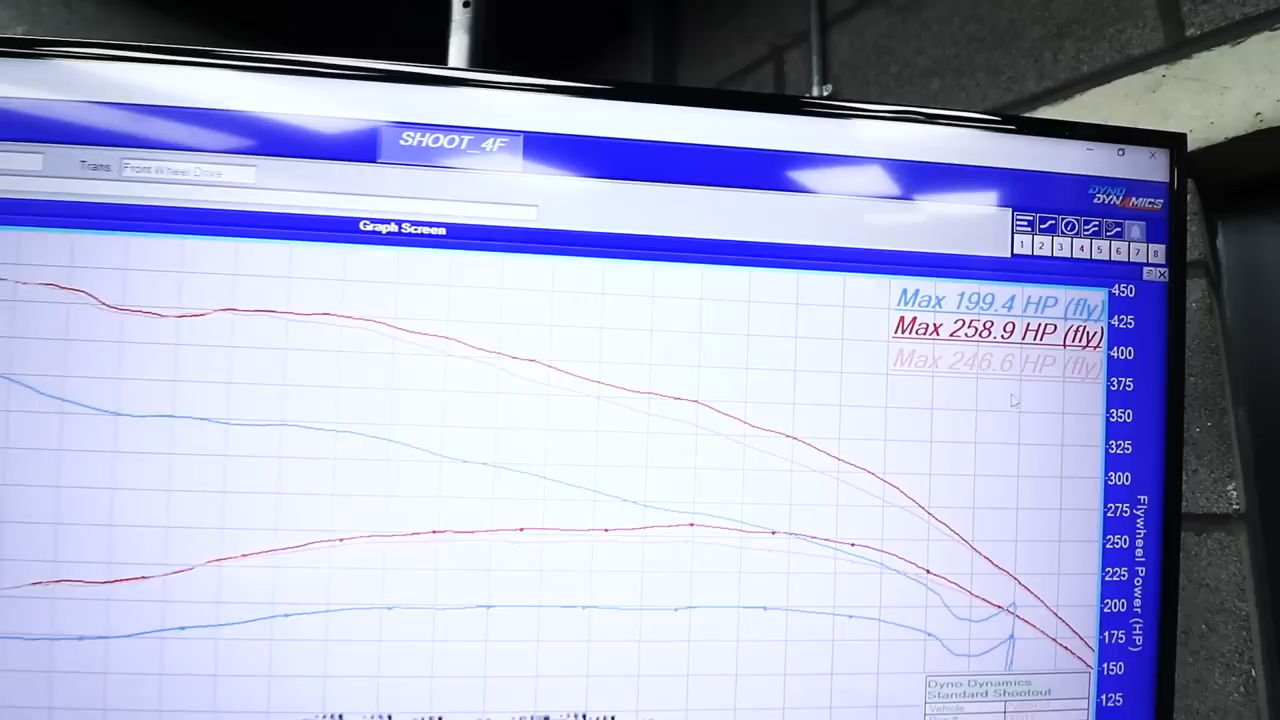 SHOOT_4F
Trans. Front Wheel Drive
DYNO
DYNAMICS
Graph Screen
1 2 3 4 5 6 7 8
Max 199.4 HP (fly)
Max 258.9 HP (fly)
Max 246.6 HP (fly)
450
425
400
375
350
325
300
275
250
225
200
175
150
125
Flywheel Power (HP)
Dyno Dynamics
Standard Shootout
Vehicle